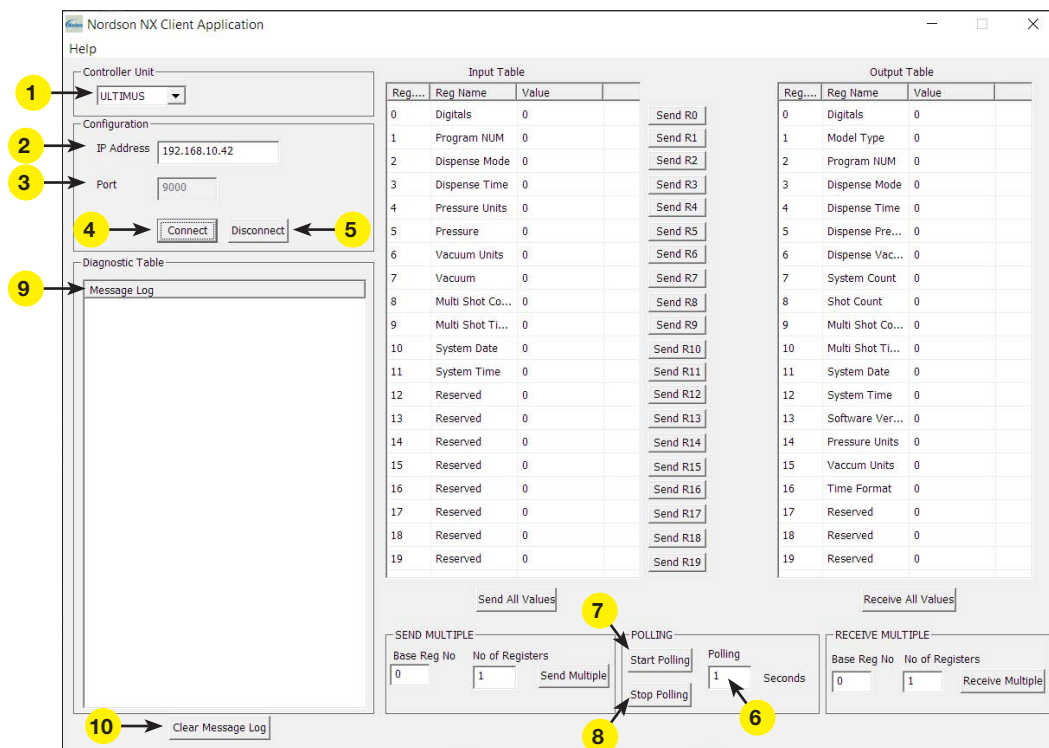 Nordson NX Client Application
Help
Controller Unit
1
ULTIMUS
Configuration
2
IP Address 192.168.10.42
3
Port 9000
4
Connect Disconnect
5
Diagnostic Table
9
Message Log
10
Clear Message Log
Input Table
Reg.... Reg Name Value
0 Digitals 0 Send R0
1 Program NUM 0 Send R1
2 Dispense Mode 0 Send R2
3 Dispense Time 0 Send R3
4 Pressure Units 0 Send R4
5 Pressure 0 Send R5
6 Vacuum Units 0 Send R6
7 Vacuum 0 Send R7
8 Multi Shot Co... 0 Send R8
9 Multi Shot Ti... 0 Send R9
10 System Date 0 Send R10
11 System Time 0 Send R11
12 Reserved 0 Send R12
13 Reserved 0 Send R13
14 Reserved 0 Send R14
15 Reserved 0 Send R15
16 Reserved 0 Send R16
17 Reserved 0 Send R17
18 Reserved 0 Send R18
19 Reserved 0 Send R19
Send All Values
Output Table
Reg.... Reg Name Value
0 Digitals 0
1 Model Type 0
2 Program NUM 0
3 Dispense Mode 0
4 Dispense Time 0
5 Dispense Pre... 0
6 Dispense Vac... 0
7 System Count 0
8 Shot Count 0
9 Multi Shot Co... 0
10 Multi Shot Ti... 0
11 System Date 0
12 System Time 0
13 Software Ver... 0
14 Pressure Units 0
15 Vaccum Units 0
16 Time Format 0
17 Reserved 0
18 Reserved 0
19 Reserved 0
Receive All Values
SEND MULTIPLE
Base Reg No No of Registers
0 1 Send Multiple
7
POLLING
Start Polling
Polling
1 Seconds
Stop Polling
8
6
RECEIVE MULTIPLE
Base Reg No No of Registers
0 1 Receive Multiple